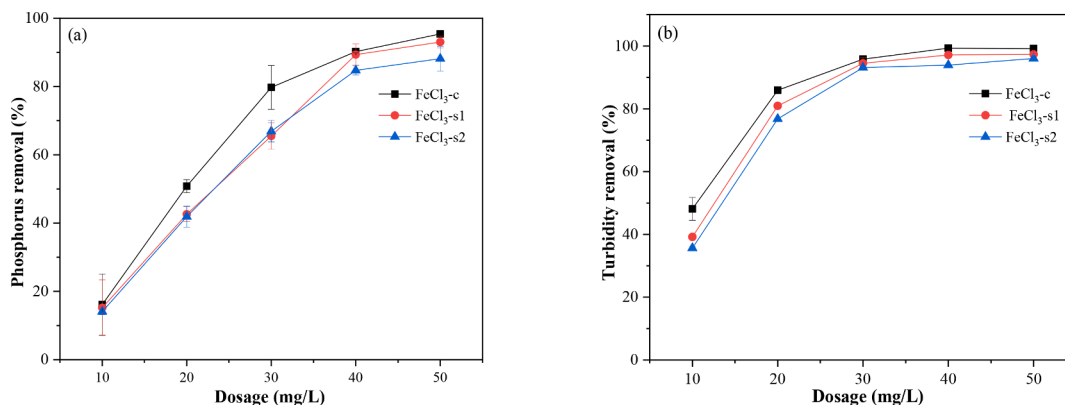 (a)
100
80
60
40
20
0
Phosphorus removal (%)
FeCl₃-c
FeCl₃-s1
FeCl₃-s2
10 20 30 40 50
Dosage (mg/L)
(b)
100
80
60
40
20
0
Turbidity removal (%)
FeCl₃-c
FeCl₃-s1
FeCl₃-s2
10 20 30 40 50
Dosage (mg/L)